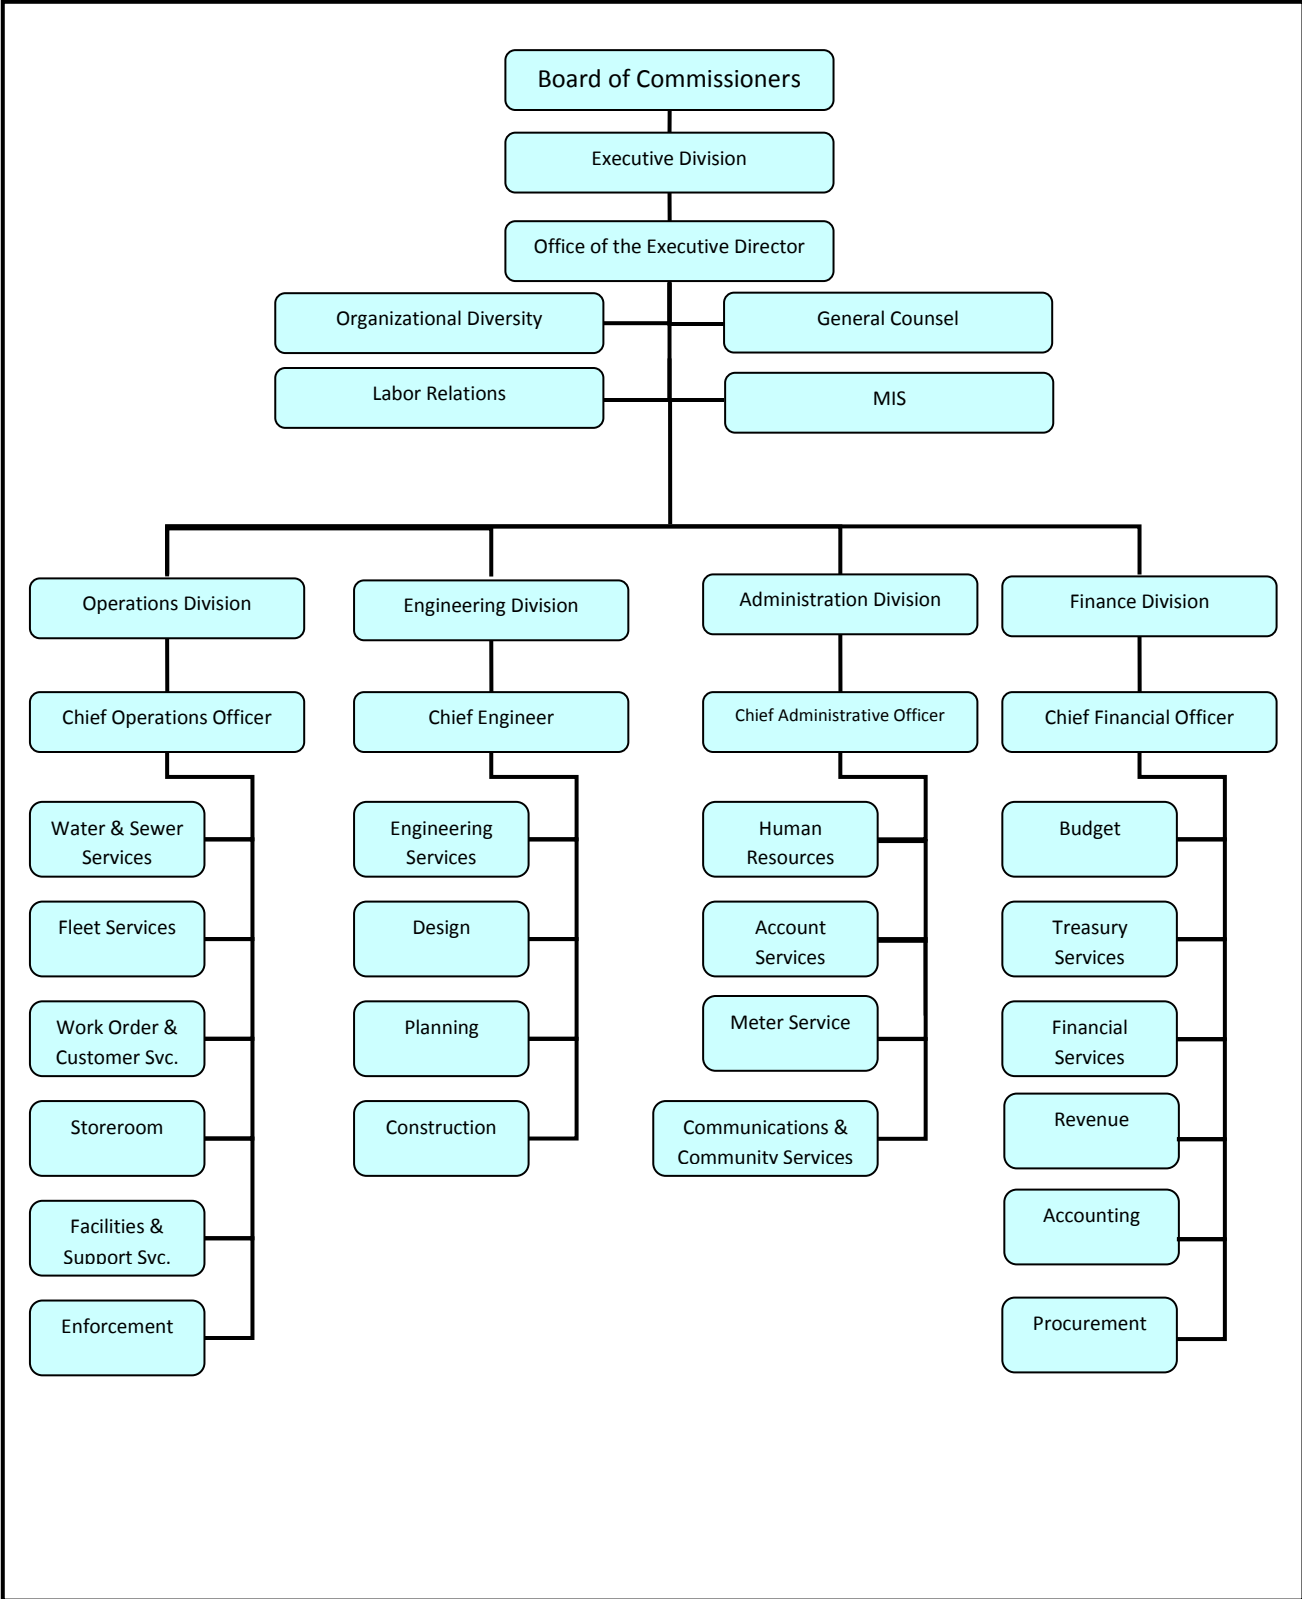 Board of Commissioners
Executive Division
Office of the Executive Director
Organizational Diversity
General Counsel
Labor Relations
MIS
Operations Division
Engineering Division
Administration Division
Finance Division
Chief Operations Officer
Chief Engineer
Chief Administrative Officer
Chief Financial Officer
Water & Sewer
Services
Fleet Services
Work Order &
Customer Svc.
Storeroom
Facilities &
Support Svc.
Enforcement
Engineering
Services
Design
Planning
Construction
Human
Resources
Account
Services
Meter Service
Communications &
Community Services
Budget
Treasury
Services
Financial
Services
Revenue
Accounting
Procurement